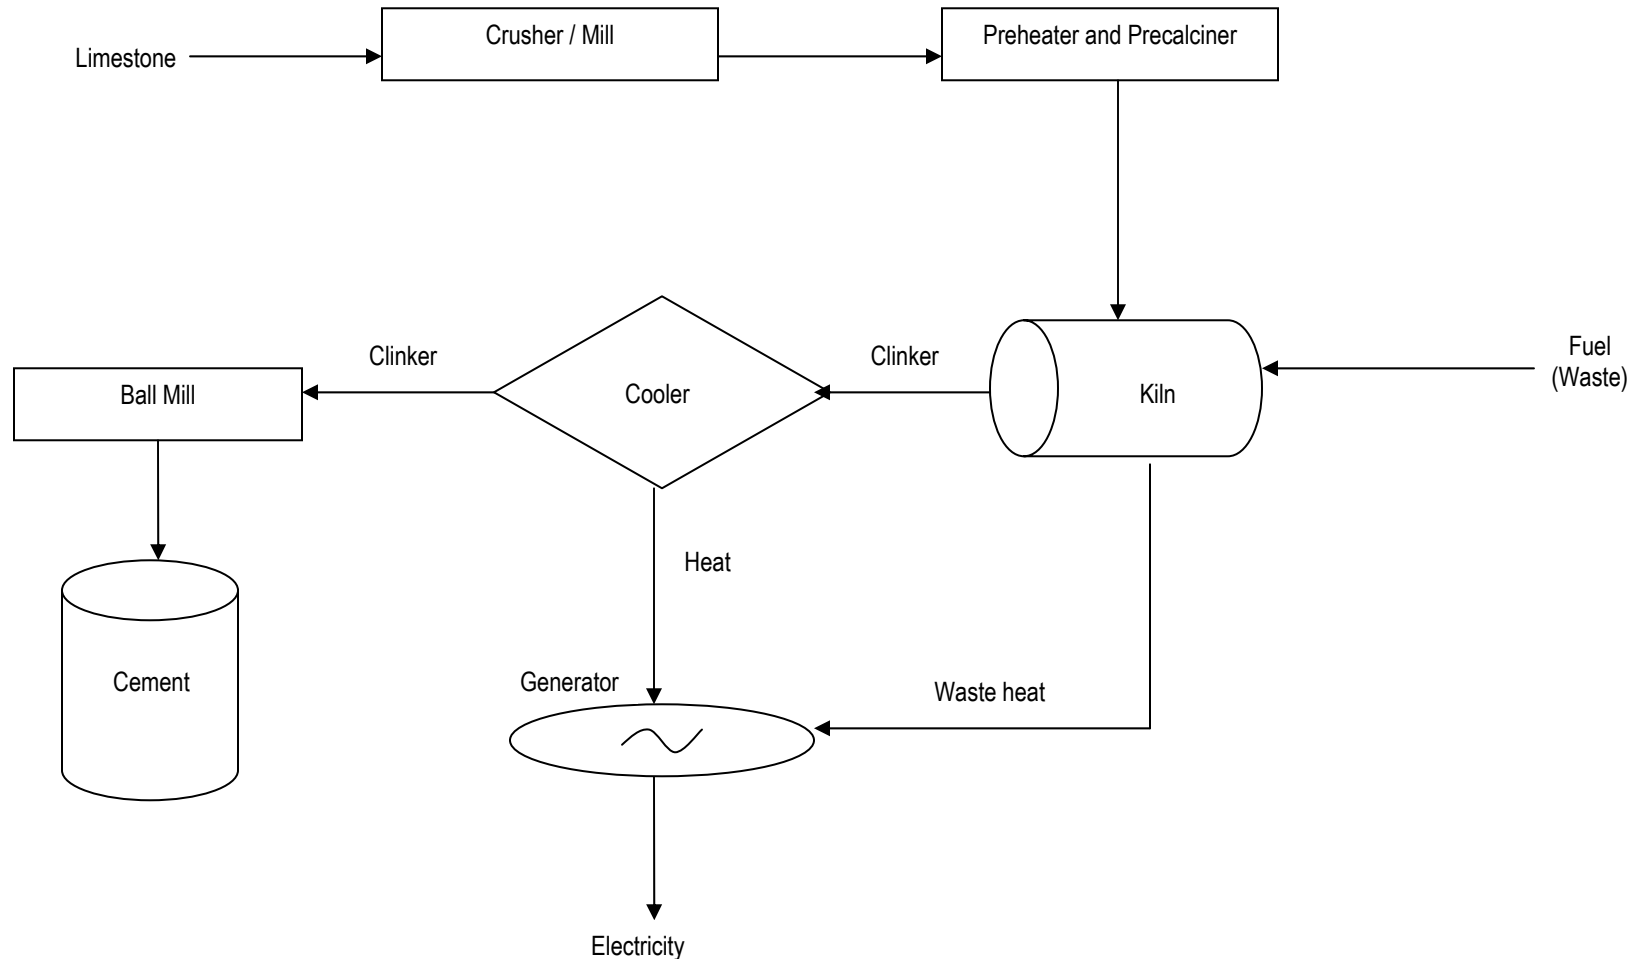 Limestone
Crusher / Mill
Preheater and Precalciner
Clinker
Clinker
Fuel
(Waste)
Ball Mill
Cooler
Kiln
Heat
Cement
Generator
Waste heat
Electricity